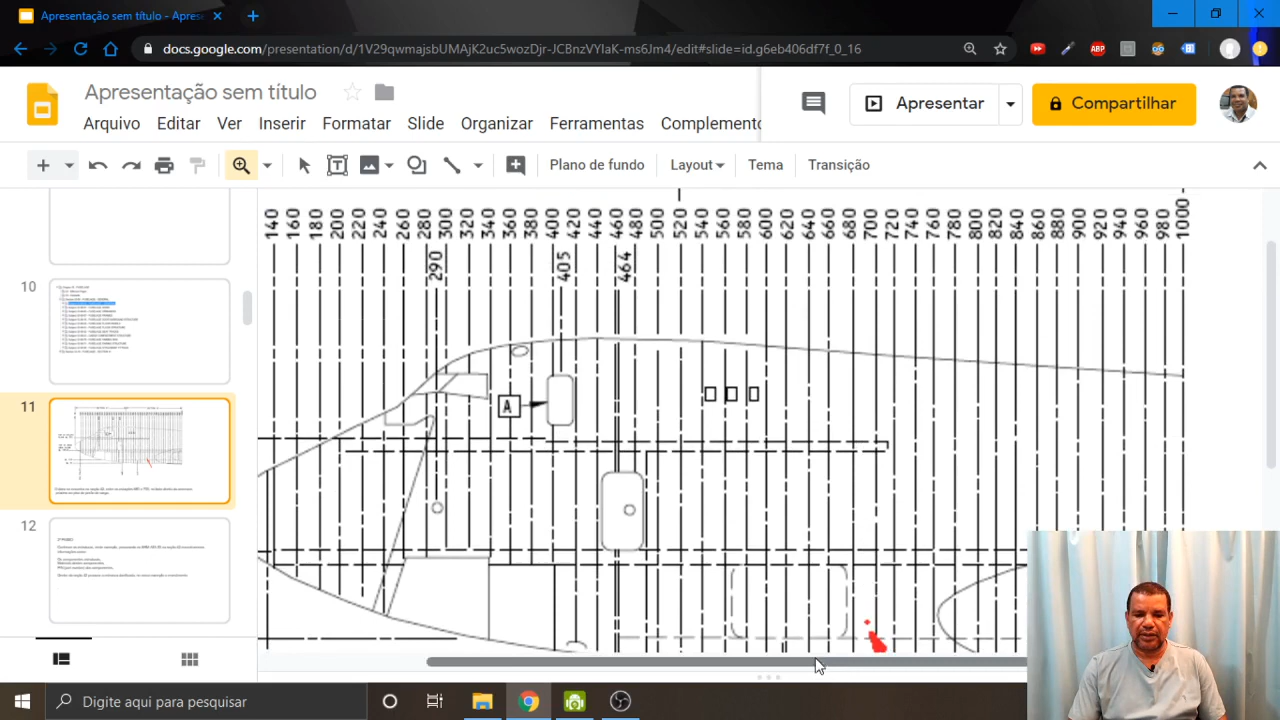 Apresentação sem título - Apres
docs.google.com/presentation/d/1V29qwmajsbUMAjK2uc5wozDjr-JCBnzVYlaK-ms6Jm4/edit#slide=id.g6eb406df7f_0_16
ABP
Apresentação sem título
Apresentar
Compartilhar
Arquivo Editar Ver Inserir Formatar Slide Organizar Ferramentas Complemento
Plano de fundo Layout Tema Transição
140 160 180 200 220 240 260 280 300 320 340 360 380 400 420 440 460 480 500 520 540 560 580 600 620 640 660 680 700 720 740 760 780 800 820 840 860 880 900 920 940 960 980 1000
290 405 464
A
10
11
12
Digite aqui para pesquisar